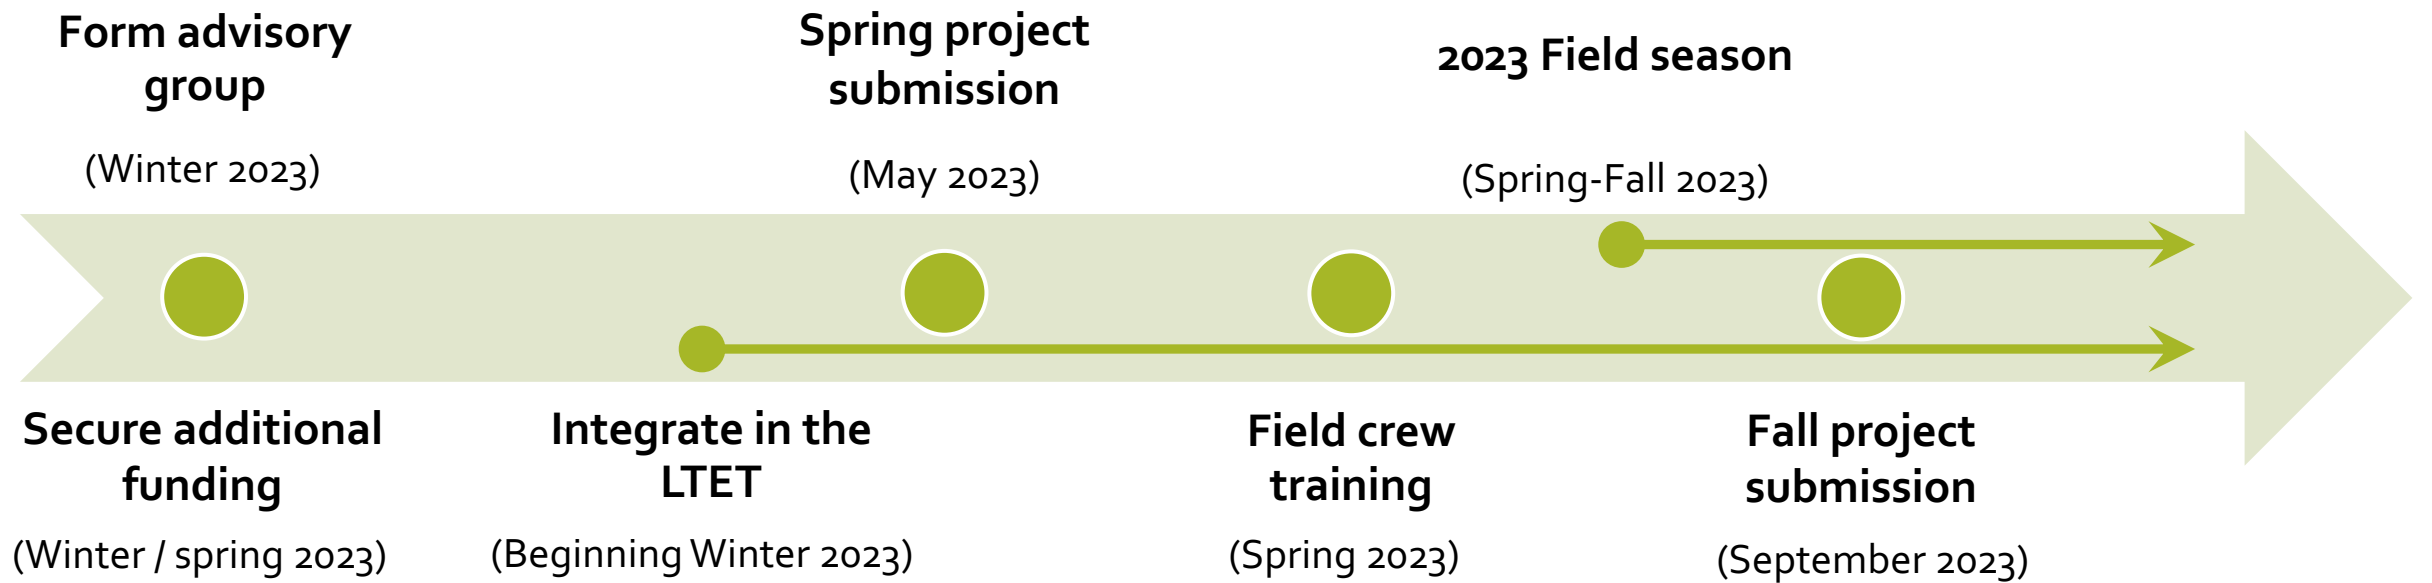 Form advisory
group
(Winter 2023)
Spring project
submission
(May 2023)
2023 Field season
(Spring-Fall 2023)
Secure additional
funding
(Winter / spring 2023)
Integrate in the
LTET
(Beginning Winter 2023)
Field crew
training
(Spring 2023)
Fall project
submission
(September 2023)